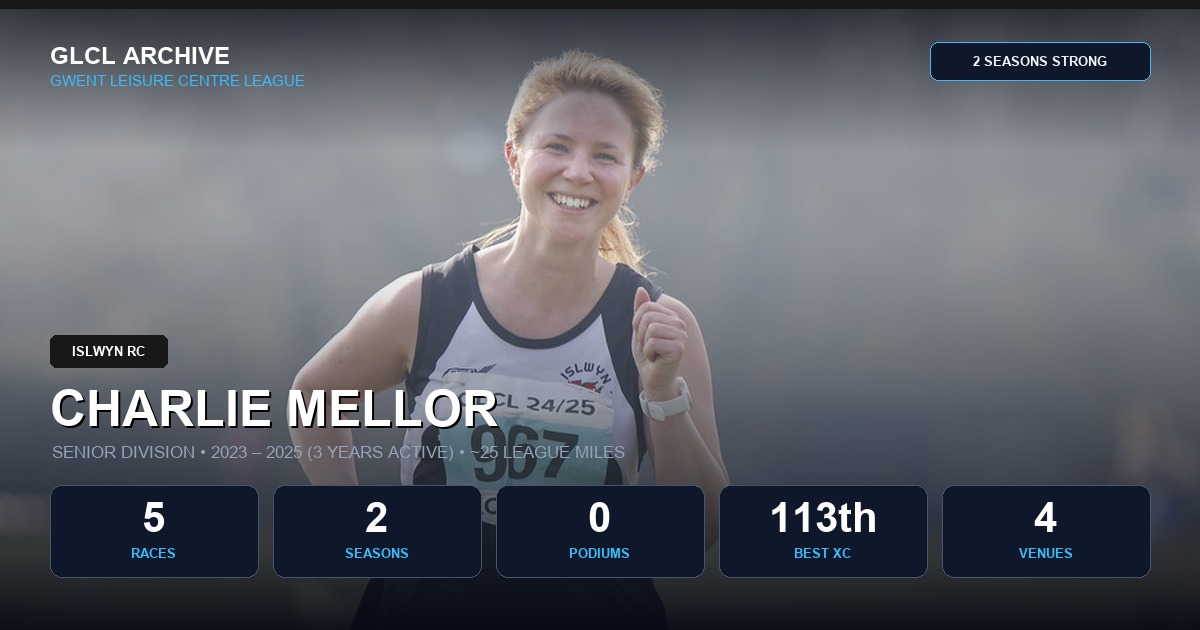 GLCL ARCHIVE
GWENT LEISURE CENTRE LEAGUE
2 SEASONS STRONG
ISLWYN RC
ISLWYN
CL 24/25
967
CHARLIE MELLOR
SENIOR DIVISION • 2023 – 2025 (3 YEARS ACTIVE) • ~25 LEAGUE MILES
5
RACES
2
SEASONS
0
PODIUMS
113th
BEST XC
4
VENUES